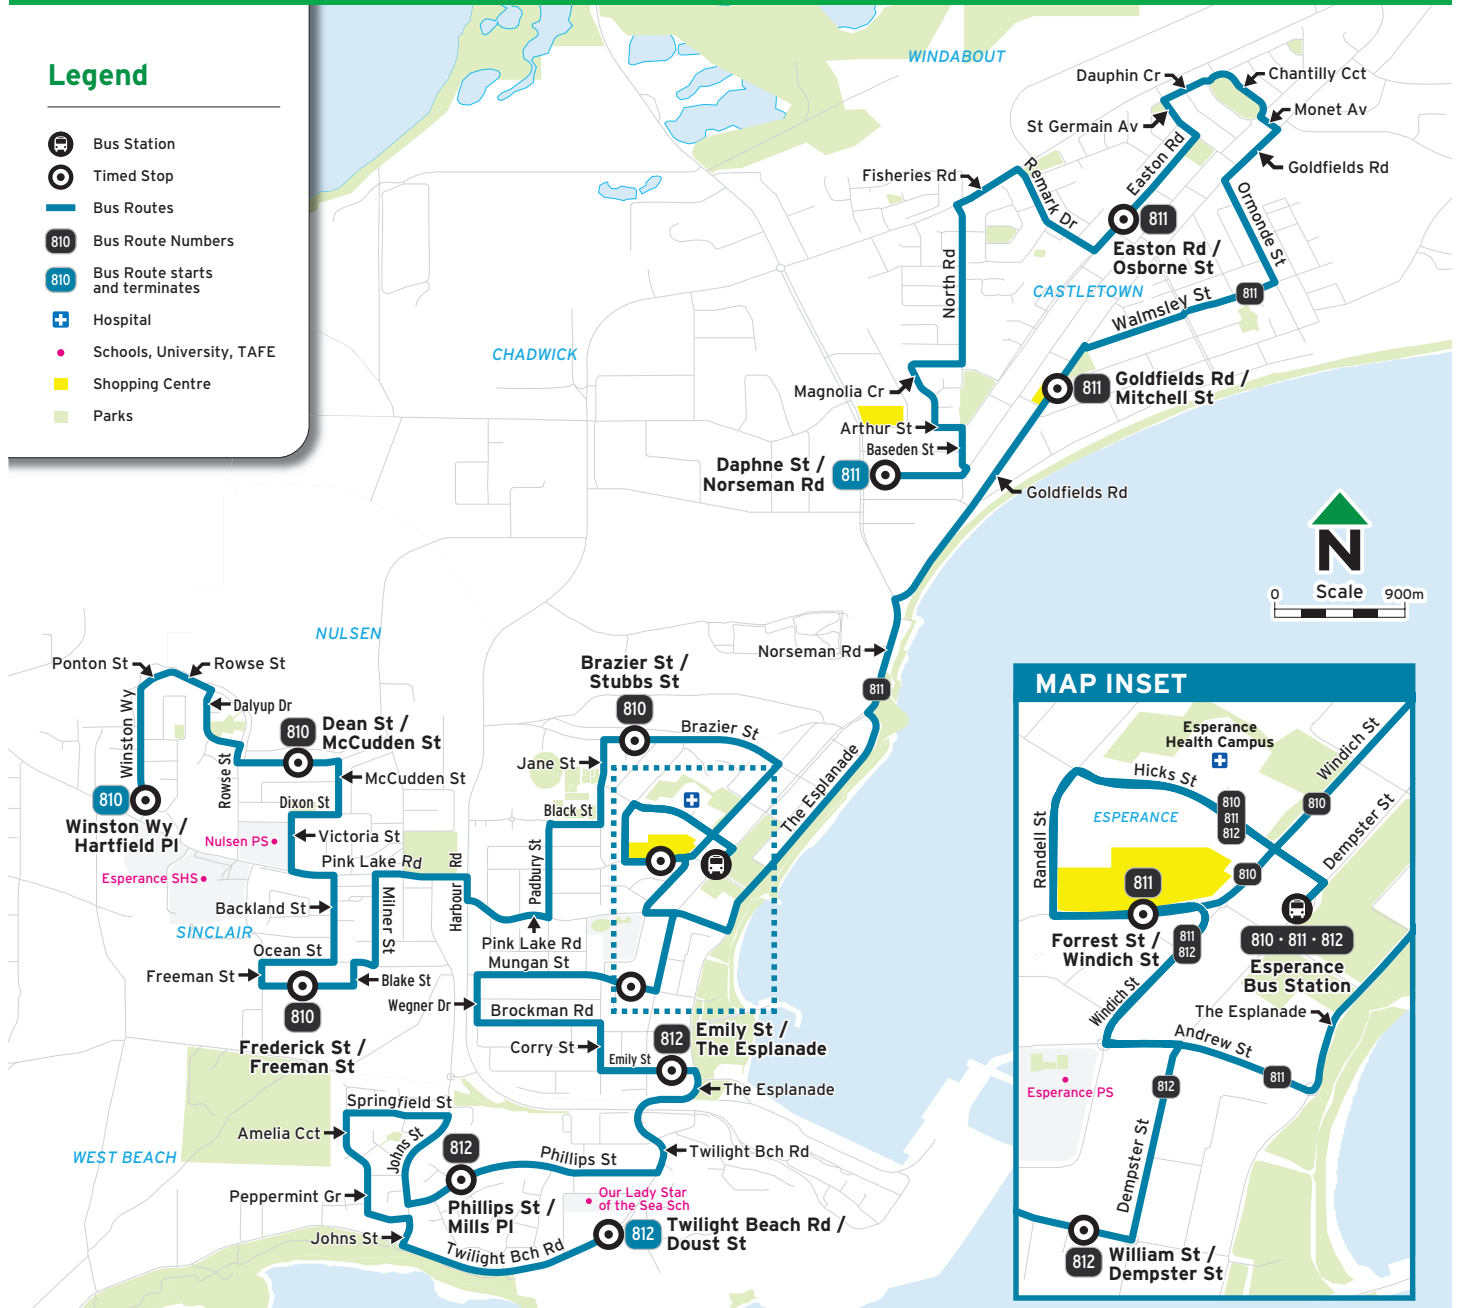 Legend
Bus Station
Timed Stop
Bus Routes
810
Bus Route Numbers
810
Bus Route starts
and terminates
Hospital
Schools, University, TAFE
Shopping Centre
Parks
WINDABOUT
Dauphin Cr
Chantilly Cct
Monet Av
St Germain Av
Goldfields Rd
Fisheries Rd
Remark Dr
Easton Rd
811
Easton Rd /
Osborne St
Ormonde St
North Rd
CASTLETOWN
Walmsley St
811
CHADWICK
Magnolia Cr
811
Goldfields Rd /
Mitchell St
Arthur St
Baseden St
Daphne St /
Norseman Rd
811
Goldfields Rd
N
0
Scale
900m
NULSEN
Norseman Rd
811
Ponton St
Rowse St
Winston Wy
Dalyup Dr
810
Dean St /
McCudden St
Rowse St
McCudden St
Dixon St
810
Winston Wy /
Hartfield Pl
Nulsen PS
Victoria St
Pink Lake Rd
Esperance SHS
Backland St
SINCLAIR
Milner St
Harbour Rd
Ocean St
Freeman St
Blake St
810
Frederick St /
Freeman St
Brazier St /
Stubbs St
810
Brazier St
Jane St
Black St
Padbury St
The Esplanade
Pink Lake Rd
Mungan St
Wegner Dr
Brockman Rd
Corry St
Emily St
812
Emily St /
The Esplanade
The Esplanade
Springfield St
Amelia Cct
Johns St
812
WEST BEACH
Phillips St
Twilight Bch Rd
Peppermint Gr
Phillips St /
Mills Pl
Our Lady Star
of the Sea Sch
Johns St
Twilight Bch Rd
812
Twilight Beach Rd /
Doust St
MAP INSET
Esperance
Health Campus
Windich St
Hicks St
810
811
812
810
Randell St
ESPERANCE
Dempster St
811
810
Forrest St /
Windich St
811
812
810 · 811 · 812
Esperance
Bus Station
Windich St
The Esplanade
Andrew St
Esperance PS
812
811
Dempster St
812
William St /
Dempster St